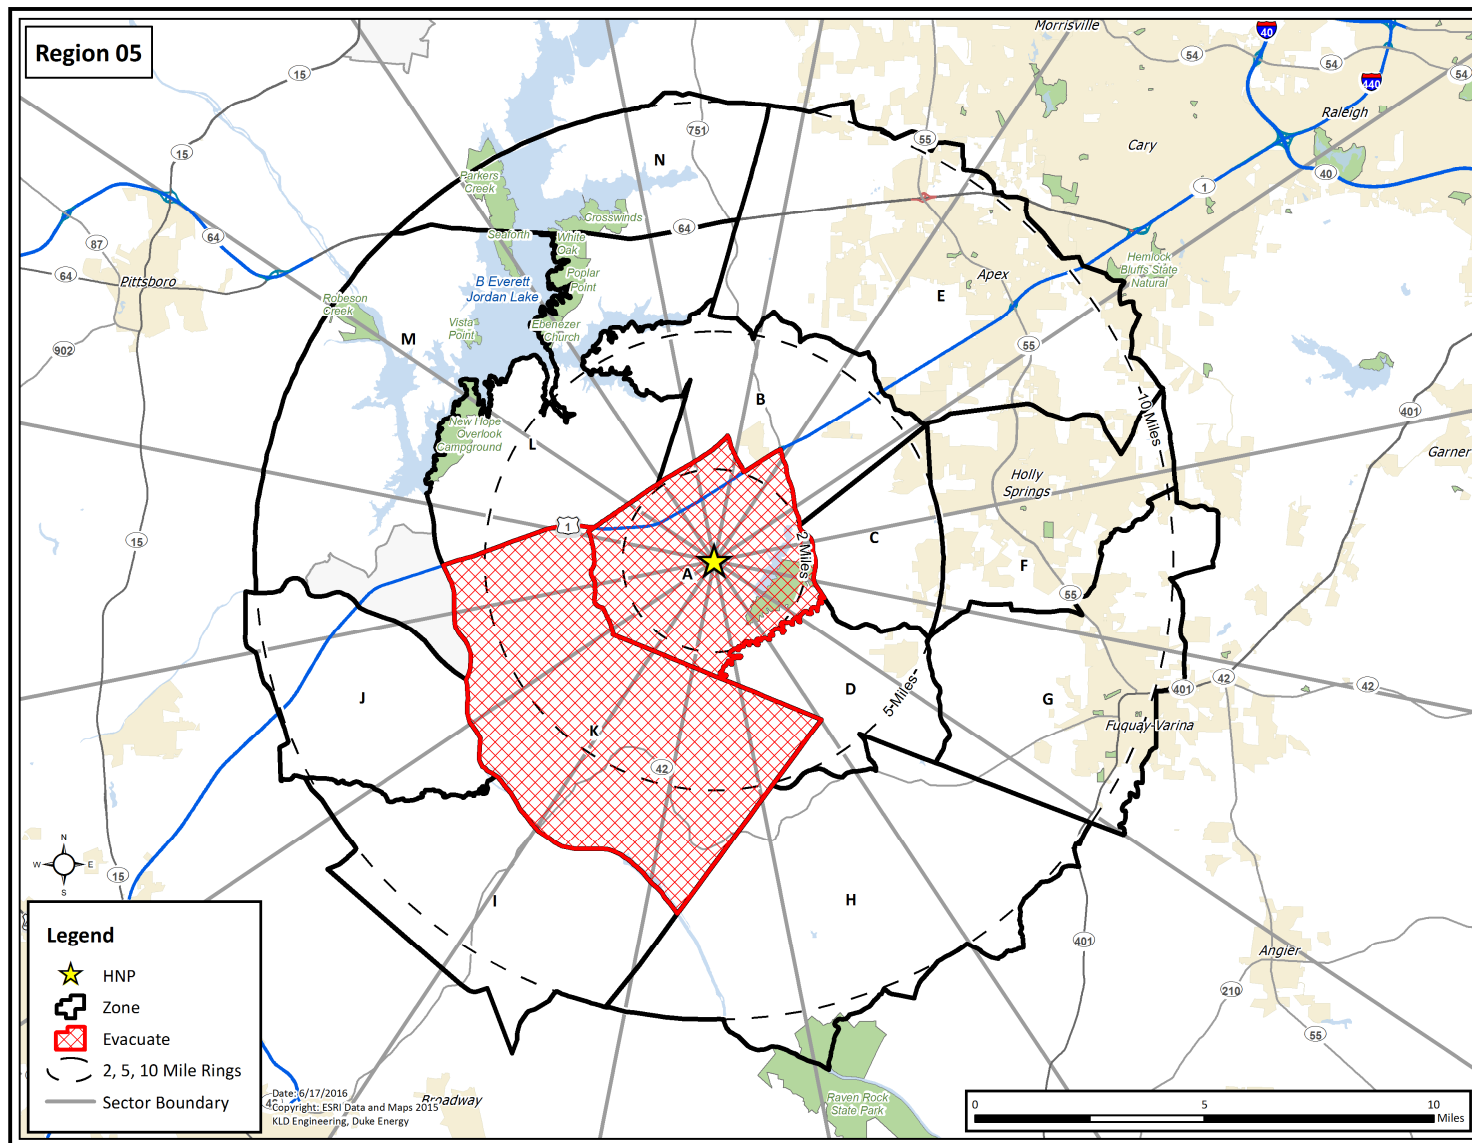 Region 05
Morrisville
40
54
54
54
440
Raleigh
15
751
55
Cary
15
N
Parkers
Creek
40
1
Crosswinds
64
Seaforth
White
Oak
87
64
64
Pittsboro
B Everett
Jordan Lake
Poplar
Point
Apex
Hemlock
Bluffs State
Natural
E
Robeson
Creek
Vista
Point
Ebenezer
Church
M
902
55
B
10 Miles
401
New Hope
Overlook
Campground
L
Garner
Holly
Springs
1
15
C
2 Miles
A
F
55
J
D
5-Miles
G
401
42
42
Fuquay-Varina
K
42
N
W
E
S
15
I
H
401
Angier
210
55
Legend
HNP
Zone
Evacuate
2, 5, 10 Mile Rings
Sector Boundary
Date: 6/17/2016
Copyright: ESRI Data and Maps 2015
KLD Engineering, Duke Energy
Broadway
Raven Rock
State Park
0
5
10
Miles